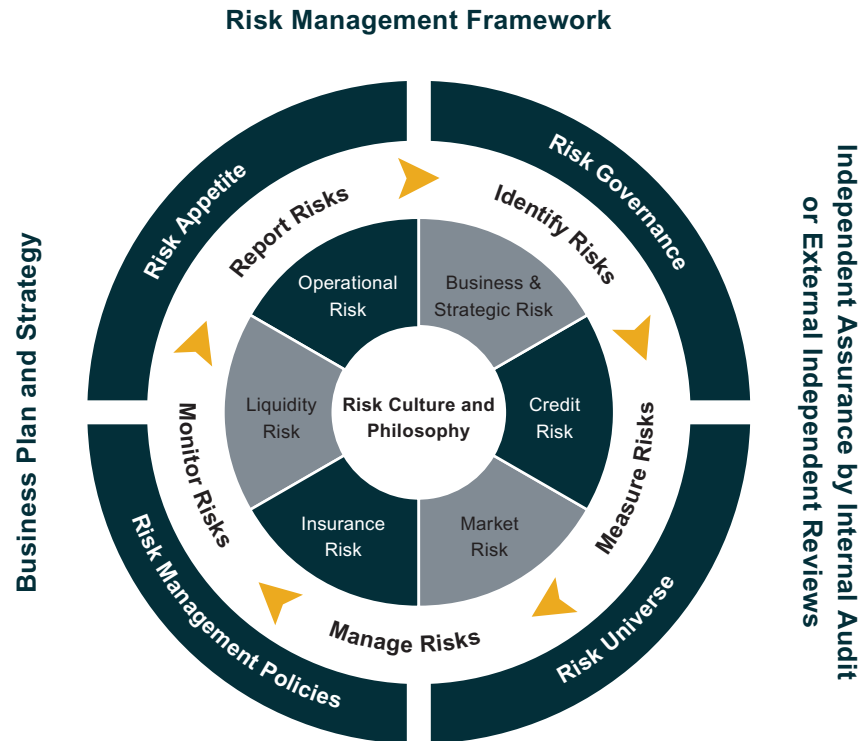 Risk Management Framework
Risk Appetite
Risk Governance
Report Risks
Identify Risks
Operational
Risk
Business &
Strategic Risk
Business Plan and Strategy
Independent Assurance by Internal Audit
or External Independent Reviews
Liquidity
Risk
Risk Culture and
Philosophy
Credit
Risk
Monitor Risks
Measure Risks
Insurance
Risk
Market
Risk
Manage Risks
Risk Management Policies
Risk Universe